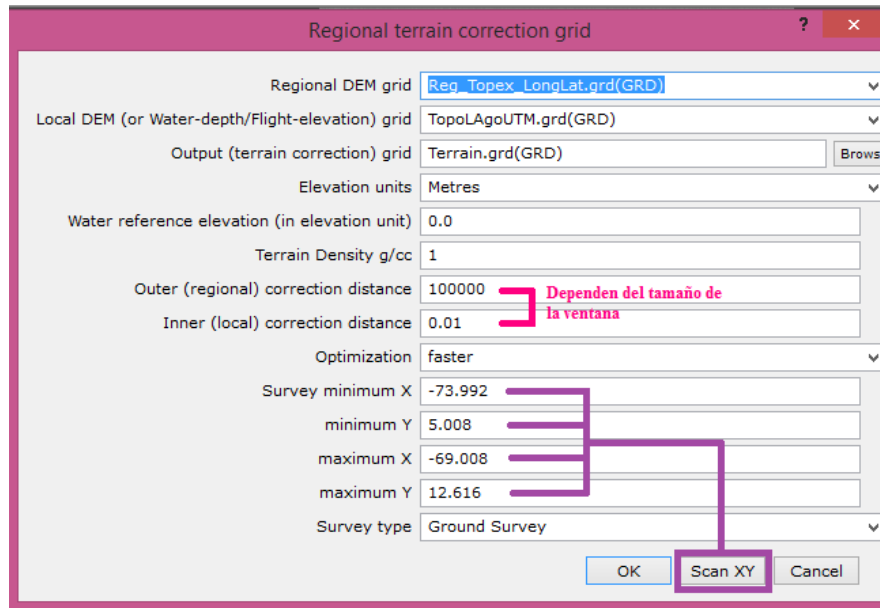 Regional terrain correction grid ? ×
Regional DEM grid Reg_Topex_LongLat.grd(GRD)
Local DEM (or Water-depth/Flight-elevation) grid TopoLAgoUTM.grd(GRD)
Output (terrain correction) grid Terrain.grd(GRD) Brows
Elevation units Metres
Water reference elevation (in elevation unit) 0.0
Terrain Density g/cc 1
Outer (regional) correction distance 100000 Dependen del tamaño de
la ventana
Inner (local) correction distance 0.01
Optimization faster
Survey minimum X -73.992
minimum Y 5.008
maximum X -69.008
maximum Y 12.616
Survey type Ground Survey
OK Scan XY Cancel